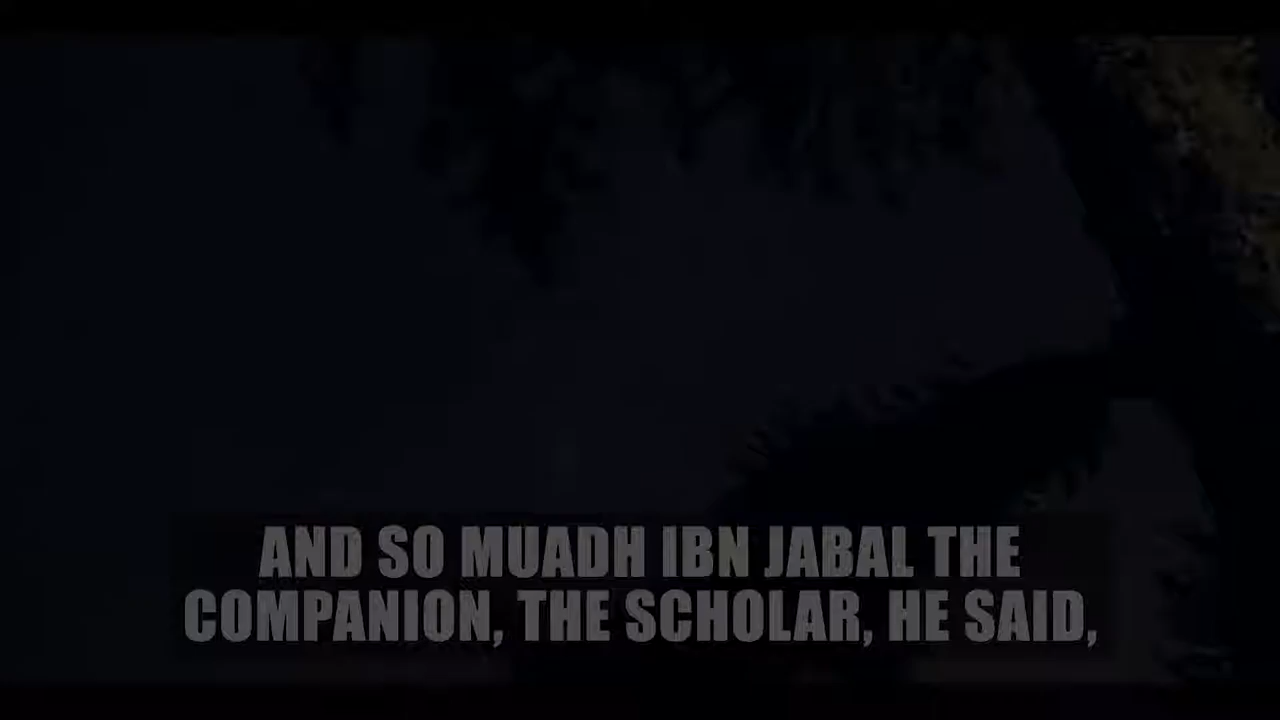 AND SO MUADH IBN JABAL THE
COMPANION, THE SCHOLAR, HE SAID,